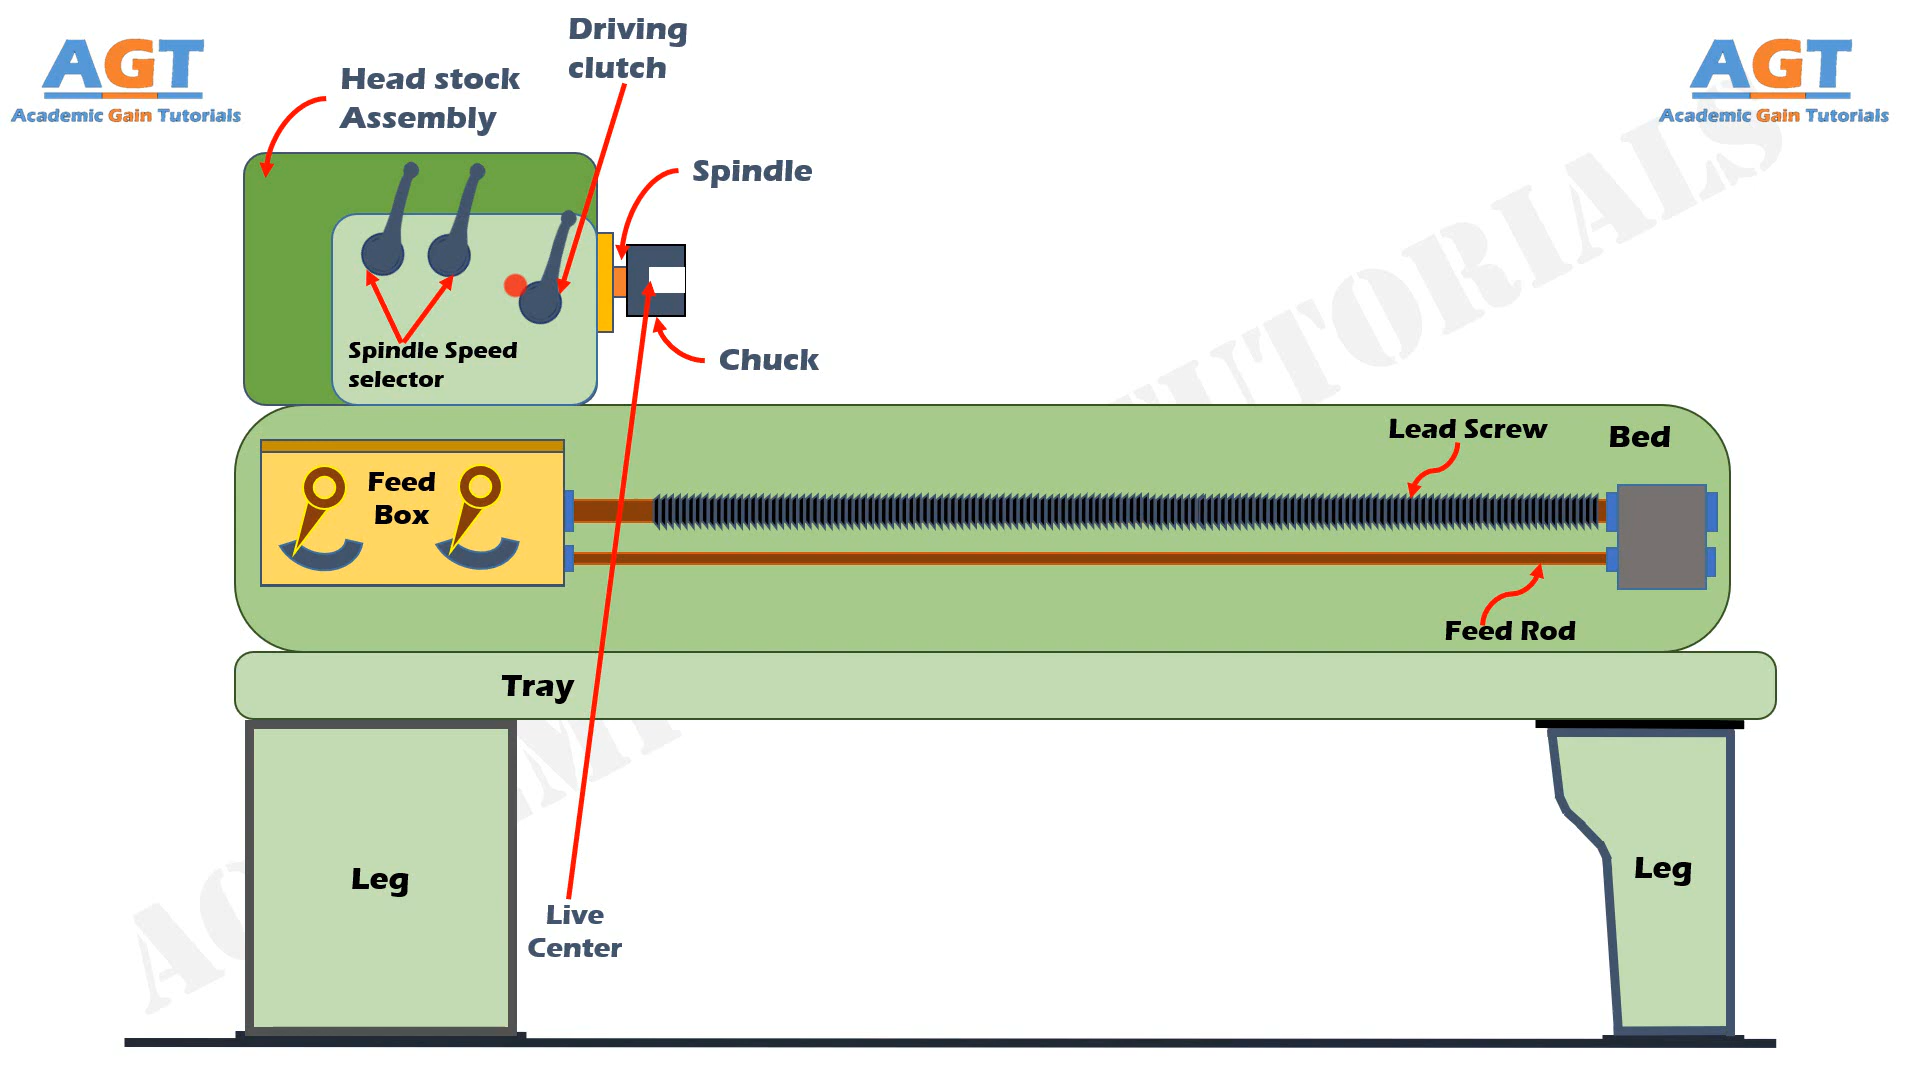 AGT
Academic Gain Tutorials
Driving
clutch
Head stock
Assembly
AGT
Academic Gain Tutorials
Spindle
Spindle Speed
selector
Chuck
Lead Screw
Bed
Feed
Box
Feed Rod
Tray
Leg
Leg
Live
Center